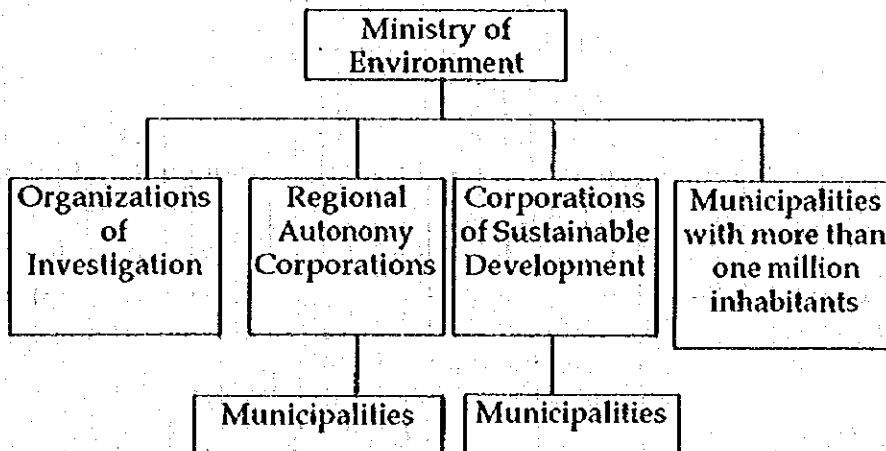 Ministry of
Environment
Organizations
of
Investigation
Regional
Autonomy
Corporations
Corporations
of Sustainable
Development
Municipalities
with more than
one million
inhabitants
Municipalities
Municipalities